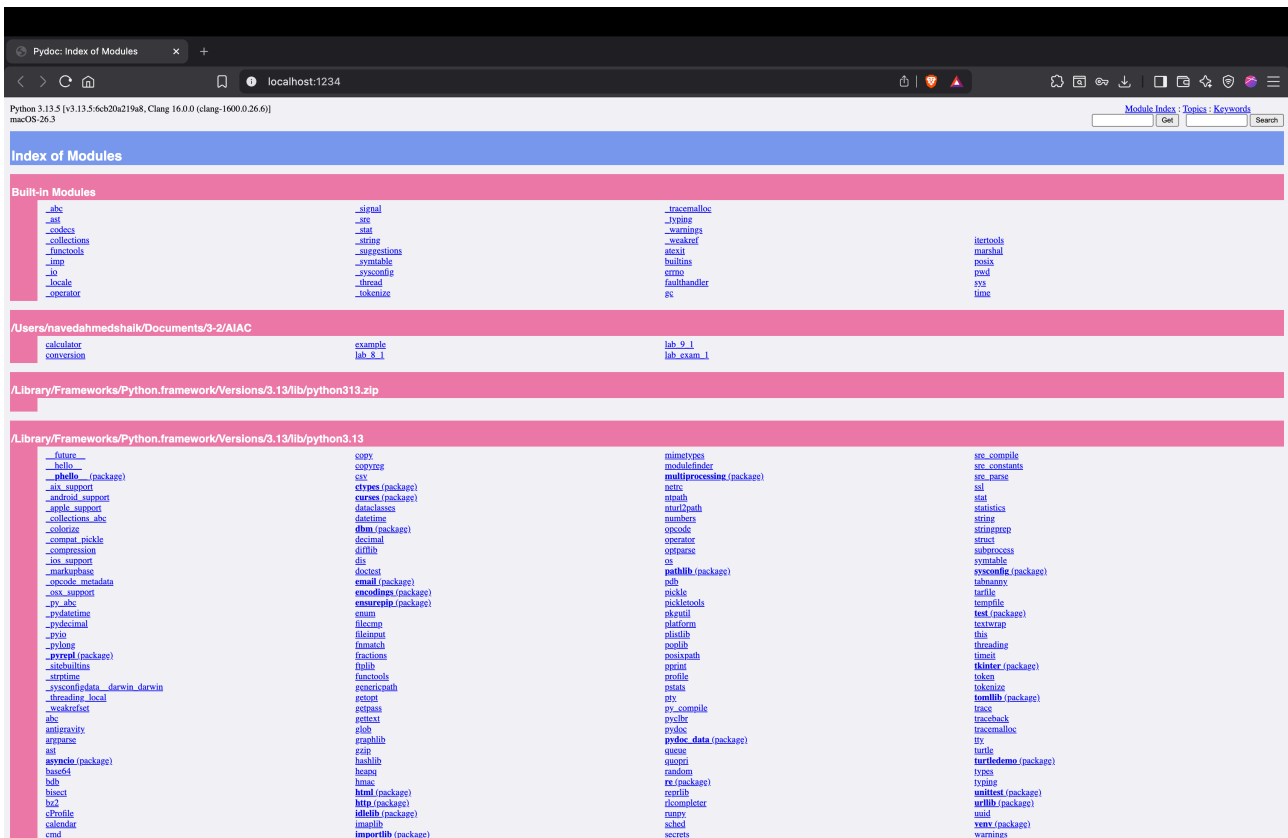 Pydoc: Index of Modules
localhost:1234
Python 3.13.5 [v3.13.5:6cb20a219a8, Clang 16.0.0 (clang-1600.0.26.6)]
macOS-26.3
Module Index : Topics : Keywords
Get Search
Index of Modules
Built-in Modules
_abc
_ast
_codecs
_collections
_functools
_imp
_io
_locale
_operator
_signal
_sre
_stat
_string
_suggestions
_symtable
_sysconfig
_thread
_tokenize
_tracemalloc
_typing
_warnings
_weakref
atexit
builtins
errno
faulthandler
gc
itertools
marshal
posix
pwd
sys
time
/Users/navedahmedshaik/Documents/3-2/AIAC
calculator
conversion
example
lab_8_1
lab_9_1
lab_exam_1
/Library/Frameworks/Python.framework/Versions/3.13/lib/python313.zip
/Library/Frameworks/Python.framework/Versions/3.13/lib/python3.13
__future__
__hello__
__phello__ (package)
_aix_support
_android_support
_apple_support
_collections_abc
_colorize
_compat_pickle
_compression
_ios_support
_markupbase
_opcode_metadata
_osx_support
_py_abc
_pydatetime
_pydecimal
_pyio
_pylong
_pyrepl (package)
_sitebuiltins
_strptime
_sysconfigdata__darwin_darwin
_threading_local
_weakrefset
abc
antigravity
argparse
ast
asyncio (package)
base64
bdb
bisect
bz2
cProfile
calendar
cmd
copy
copyreg
csv
ctypes (package)
curses (package)
dataclasses
datetime
dbm (package)
decimal
difflib
dis
doctest
email (package)
encodings (package)
ensurepip (package)
enum
filecmp
fileinput
fnmatch
fractions
ftplib
functools
genericpath
getopt
getpass
gettext
glob
graphlib
gzip
hashlib
heapq
hmac
html (package)
http (package)
idlelib (package)
imaplib
importlib (package)
mimetypes
modulefinder
multiprocessing (package)
netrc
ntpath
nturl2path
numbers
opcode
operator
optparse
os
pathlib (package)
pdb
pickle
pickletools
pkgutil
platform
plistlib
poplib
posixpath
pprint
profile
pstats
pty
py_compile
pyclbr
pydoc
pydoc_data (package)
queue
quopri
random
re (package)
reprlib
rlcompleter
runpy
sched
secrets
sre_compile
sre_constants
sre_parse
ssl
stat
statistics
string
stringprep
struct
subprocess
symtable
sysconfig (package)
tabnanny
tarfile
tempfile
test (package)
textwrap
this
threading
timeit
tkinter (package)
token
tokenize
tomllib (package)
trace
traceback
tracemalloc
tty
turtle
turtledemo (package)
types
typing
unittest (package)
urllib (package)
uuid
venv (package)
warnings